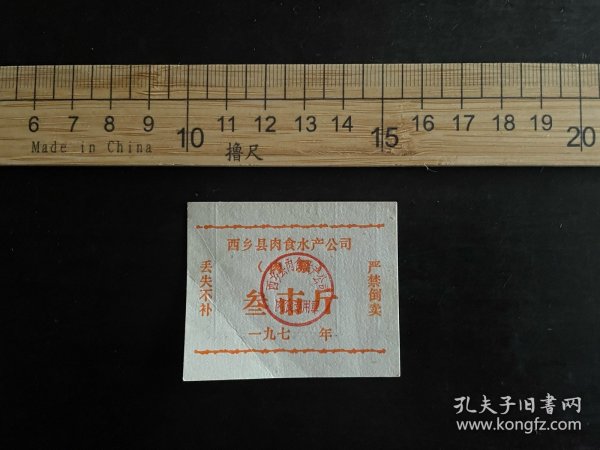 6 7 8 9 10 11 12 13 14 15 16 17 18 19 20
Made in China
撸尺
西乡县肉食水产公司
丢失不补
严禁倒卖
叁市斤
一九七 年
孔夫子旧书网
www.kongfz.com